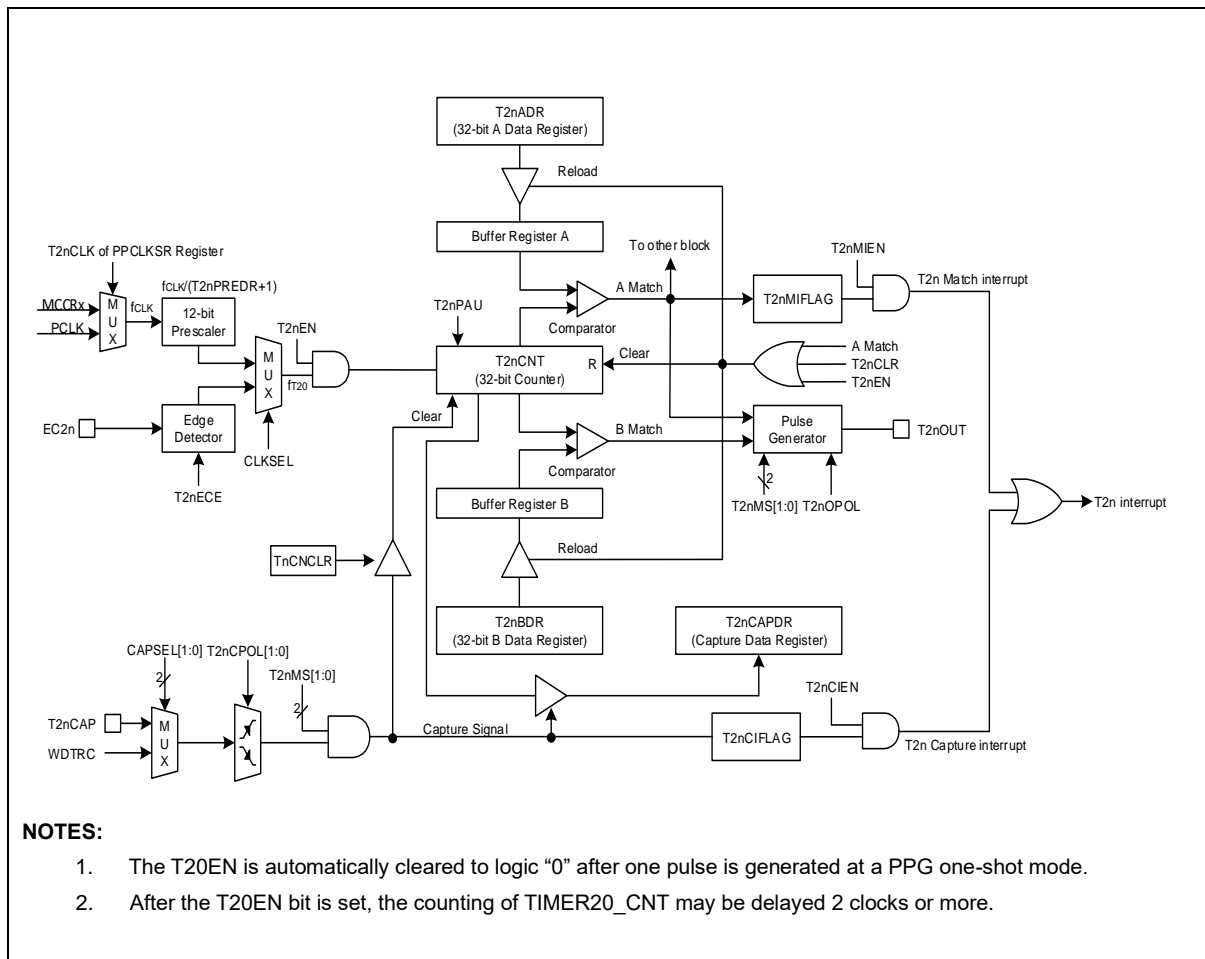 T2nADR
(32-bit A Data Register)
Reload
Buffer Register A
To other block
T2nCLK of PPCLKSR Register
T2nMIEN
T2n Match interrupt
fCLK/(T2nPREDR+1)
MCCRx
PCLK
M
U
X
fCLK
12-bit
Prescaler
T2nEN
T2nPAU
A Match
Comparator
T2nMIFLAG
M
U
X
fT20
T2nCNT
(32-bit Counter)
R
Clear
A Match
T2nCLR
T2nEN
EC2n
Edge
Detector
Clear
CLKSEL
T2nECE
B Match
Comparator
Pulse
Generator
T2nOUT
2
T2nMS[1:0]
T2nOPOL
Buffer Register B
T2n interrupt
TnCNCLR
Reload
T2nBDR
(32-bit B Data Register)
T2nCAPDR
(Capture Data Register)
CAPSEL[1:0]
T2nCPOL[1:0]
T2nMS[1:0]
2
2
T2nCIEN
T2nCAP
WDTRC
M
U
X
Capture Signal
T2nCIFLAG
T2n Capture interrupt
NOTES:
1. The T20EN is automatically cleared to logic “0” after one pulse is generated at a PPG one-shot mode.
2. After the T20EN bit is set, the counting of TIMER20_CNT may be delayed 2 clocks or more.